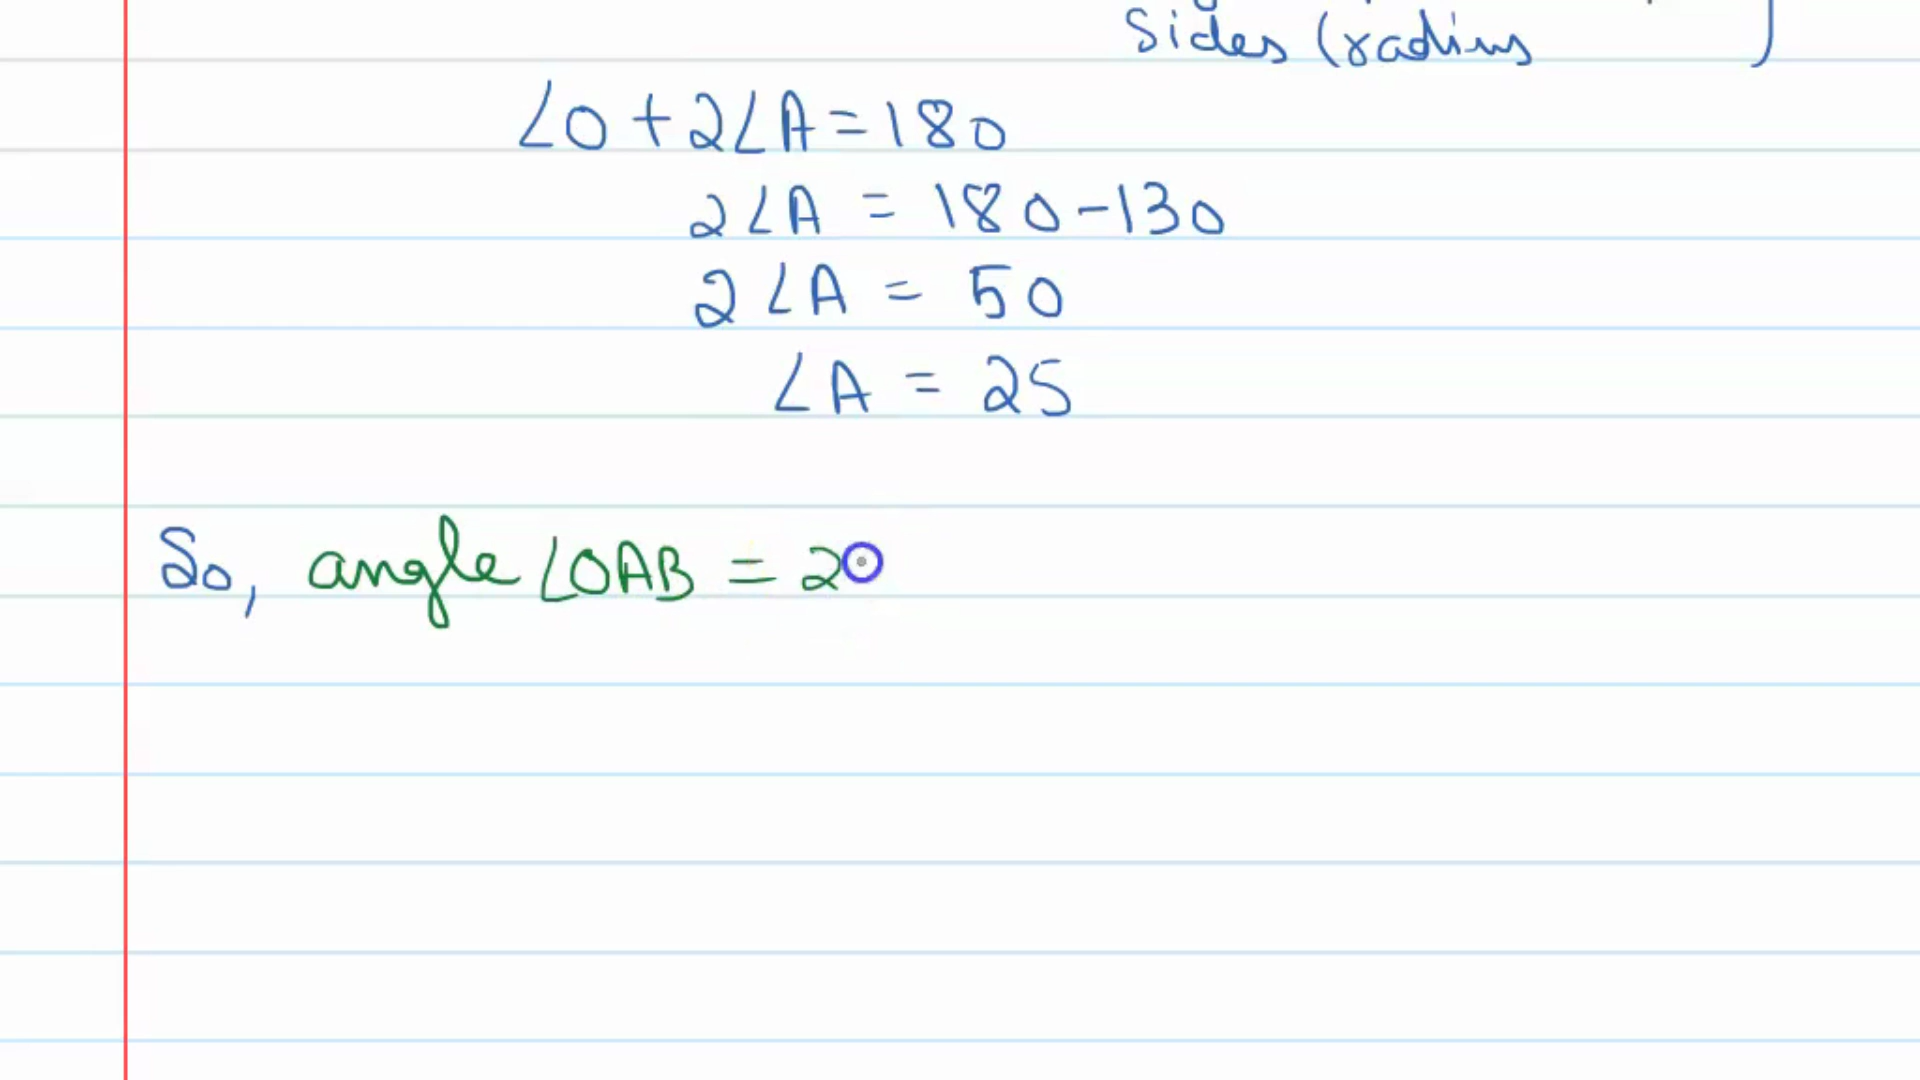 Sides (radius )
∠O + 2∠A = 180
2∠A = 180 - 130
2∠A = 50
∠A = 25
So, angle ∠OAB = 2